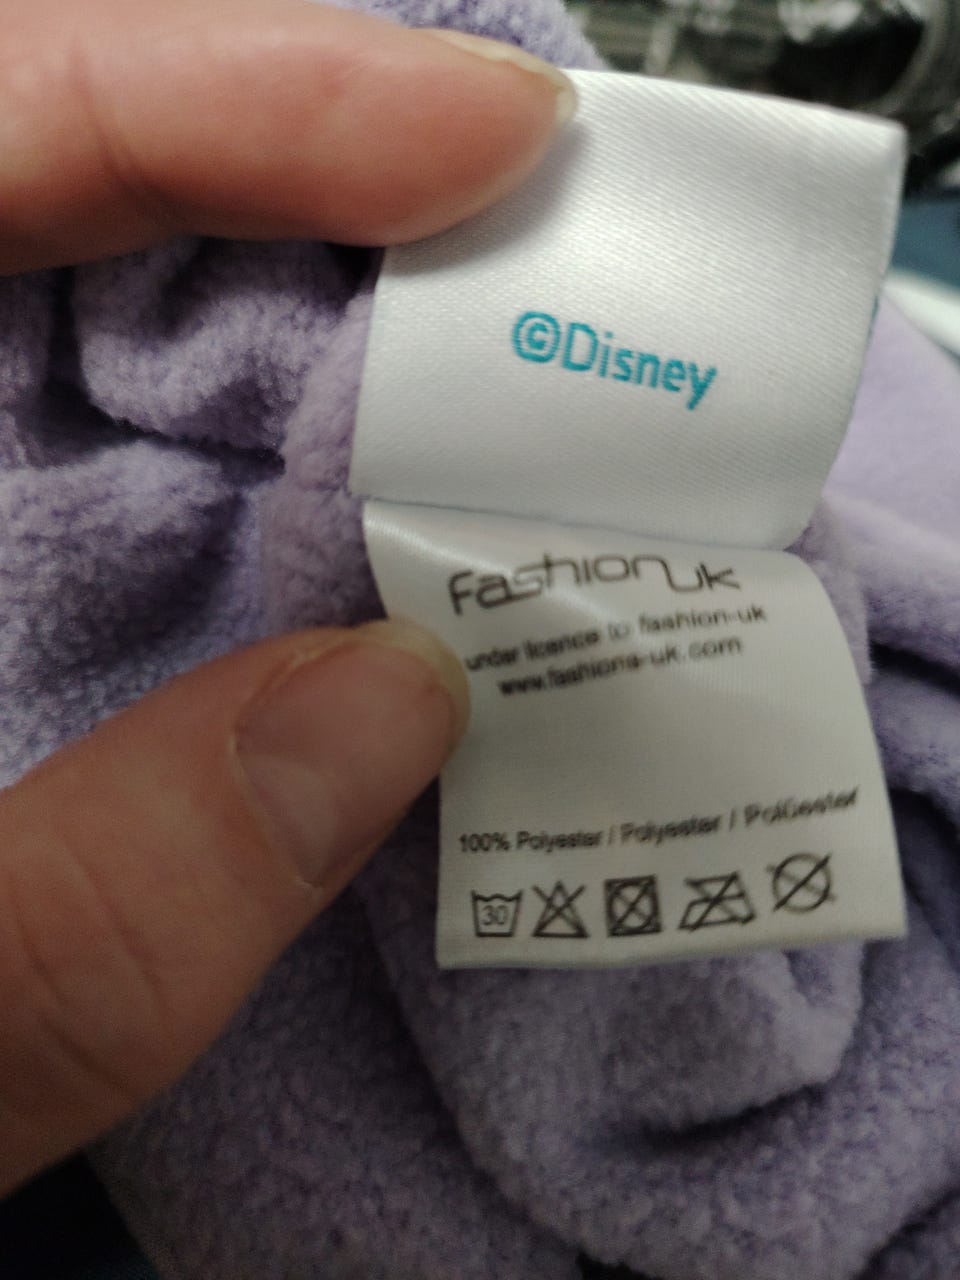 ©Disney
Fashion uk
under licence to fashion-uk
www.fashions-uk.com
100% Polyester / Polyester / Poliéster
30